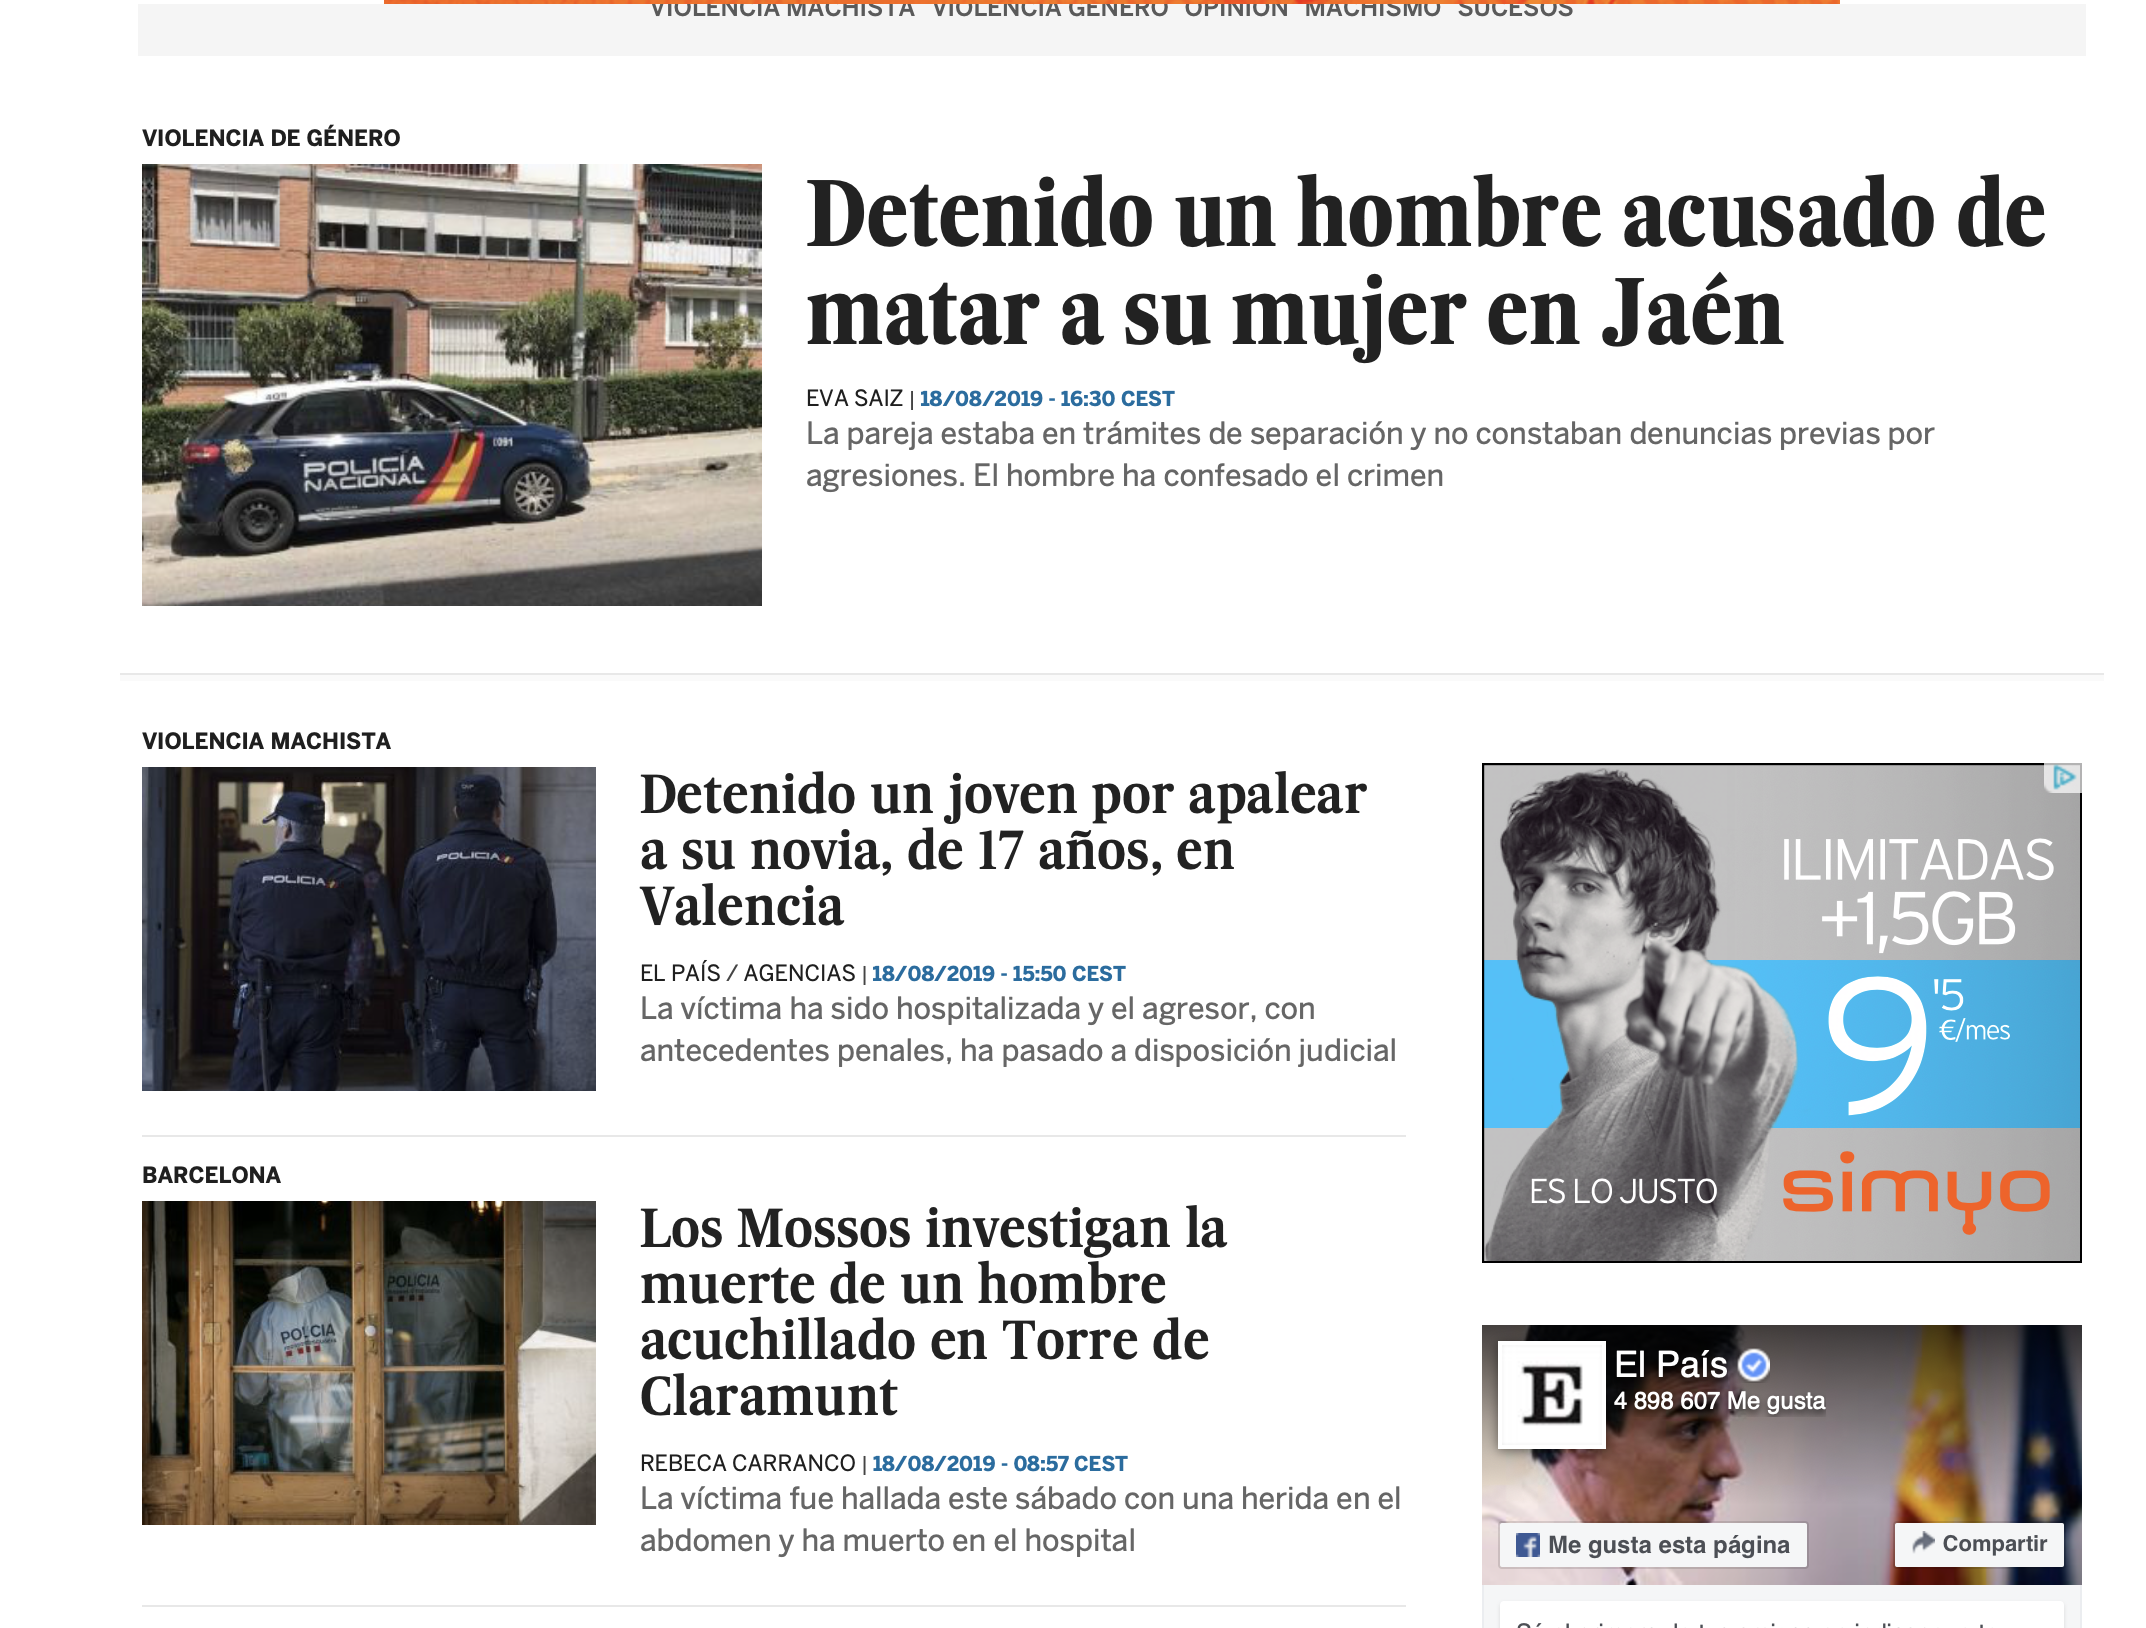 VIOLENCIA MACHISTA VIOLENCIA GÉNERO OPINIÓN MACHISMO SUCESOS
VIOLENCIA DE GÉNERO
POLICÍA
NACIONAL
091
Detenido un hombre acusado de
matar a su mujer en Jaén
EVA SAIZ | 18/08/2019 - 16:30 CEST
La pareja estaba en trámites de separación y no constaban denuncias previas por
agresiones. El hombre ha confesado el crimen
VIOLENCIA MACHISTA
POLICIA
POLICIA
Detenido un joven por apalear
a su novia, de 17 años, en
Valencia
EL PAÍS / AGENCIAS | 18/08/2019 - 15:50 CEST
La víctima ha sido hospitalizada y el agresor, con
antecedentes penales, ha pasado a disposición judicial
BARCELONA
POLICIA
POLICIA
Los Mossos investigan la
muerte de un hombre
acuchillado en Torre de
Claramunt
REBECA CARRANCO | 18/08/2019 - 08:57 CEST
La víctima fue hallada este sábado con una herida en el
abdomen y ha muerto en el hospital
ILIMITADAS
+1,5GB
9'5
€/mes
ES LO JUSTO
simyo
E
El País
4 898 607 Me gusta
f Me gusta esta página
Compartir